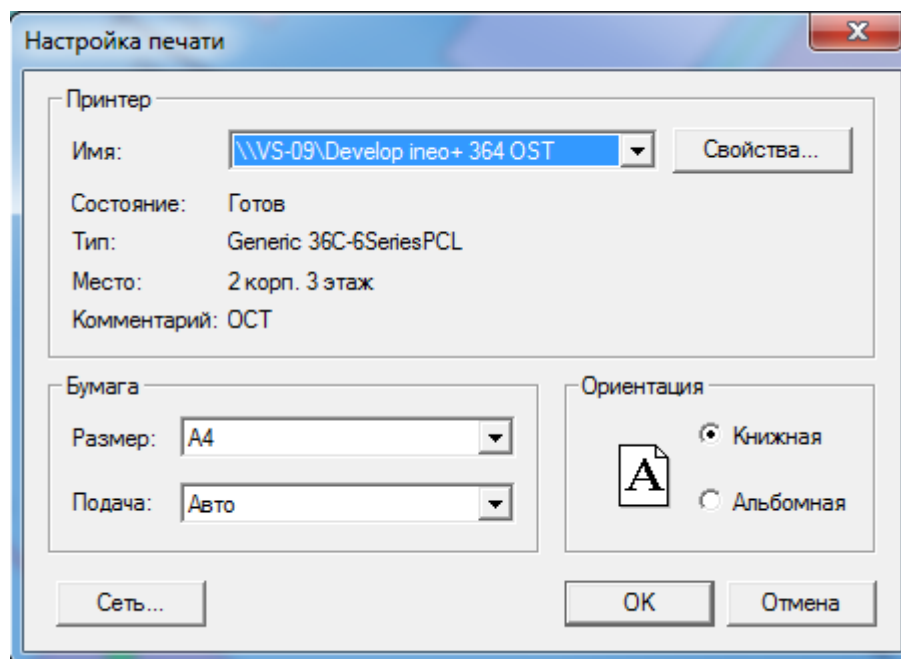 Настройка печати
Принтер
Имя: \\VS-09\Develop ineo+ 364 OST Свойства...
Состояние: Готов
Тип: Generic 36C-6SeriesPCL
Место: 2 корп. 3 этаж
Комментарий: ОСТ
Бумага
Размер: A4
Подача: Авто
Ориентация
A
Книжная
Альбомная
Сеть...
OK
Отмена